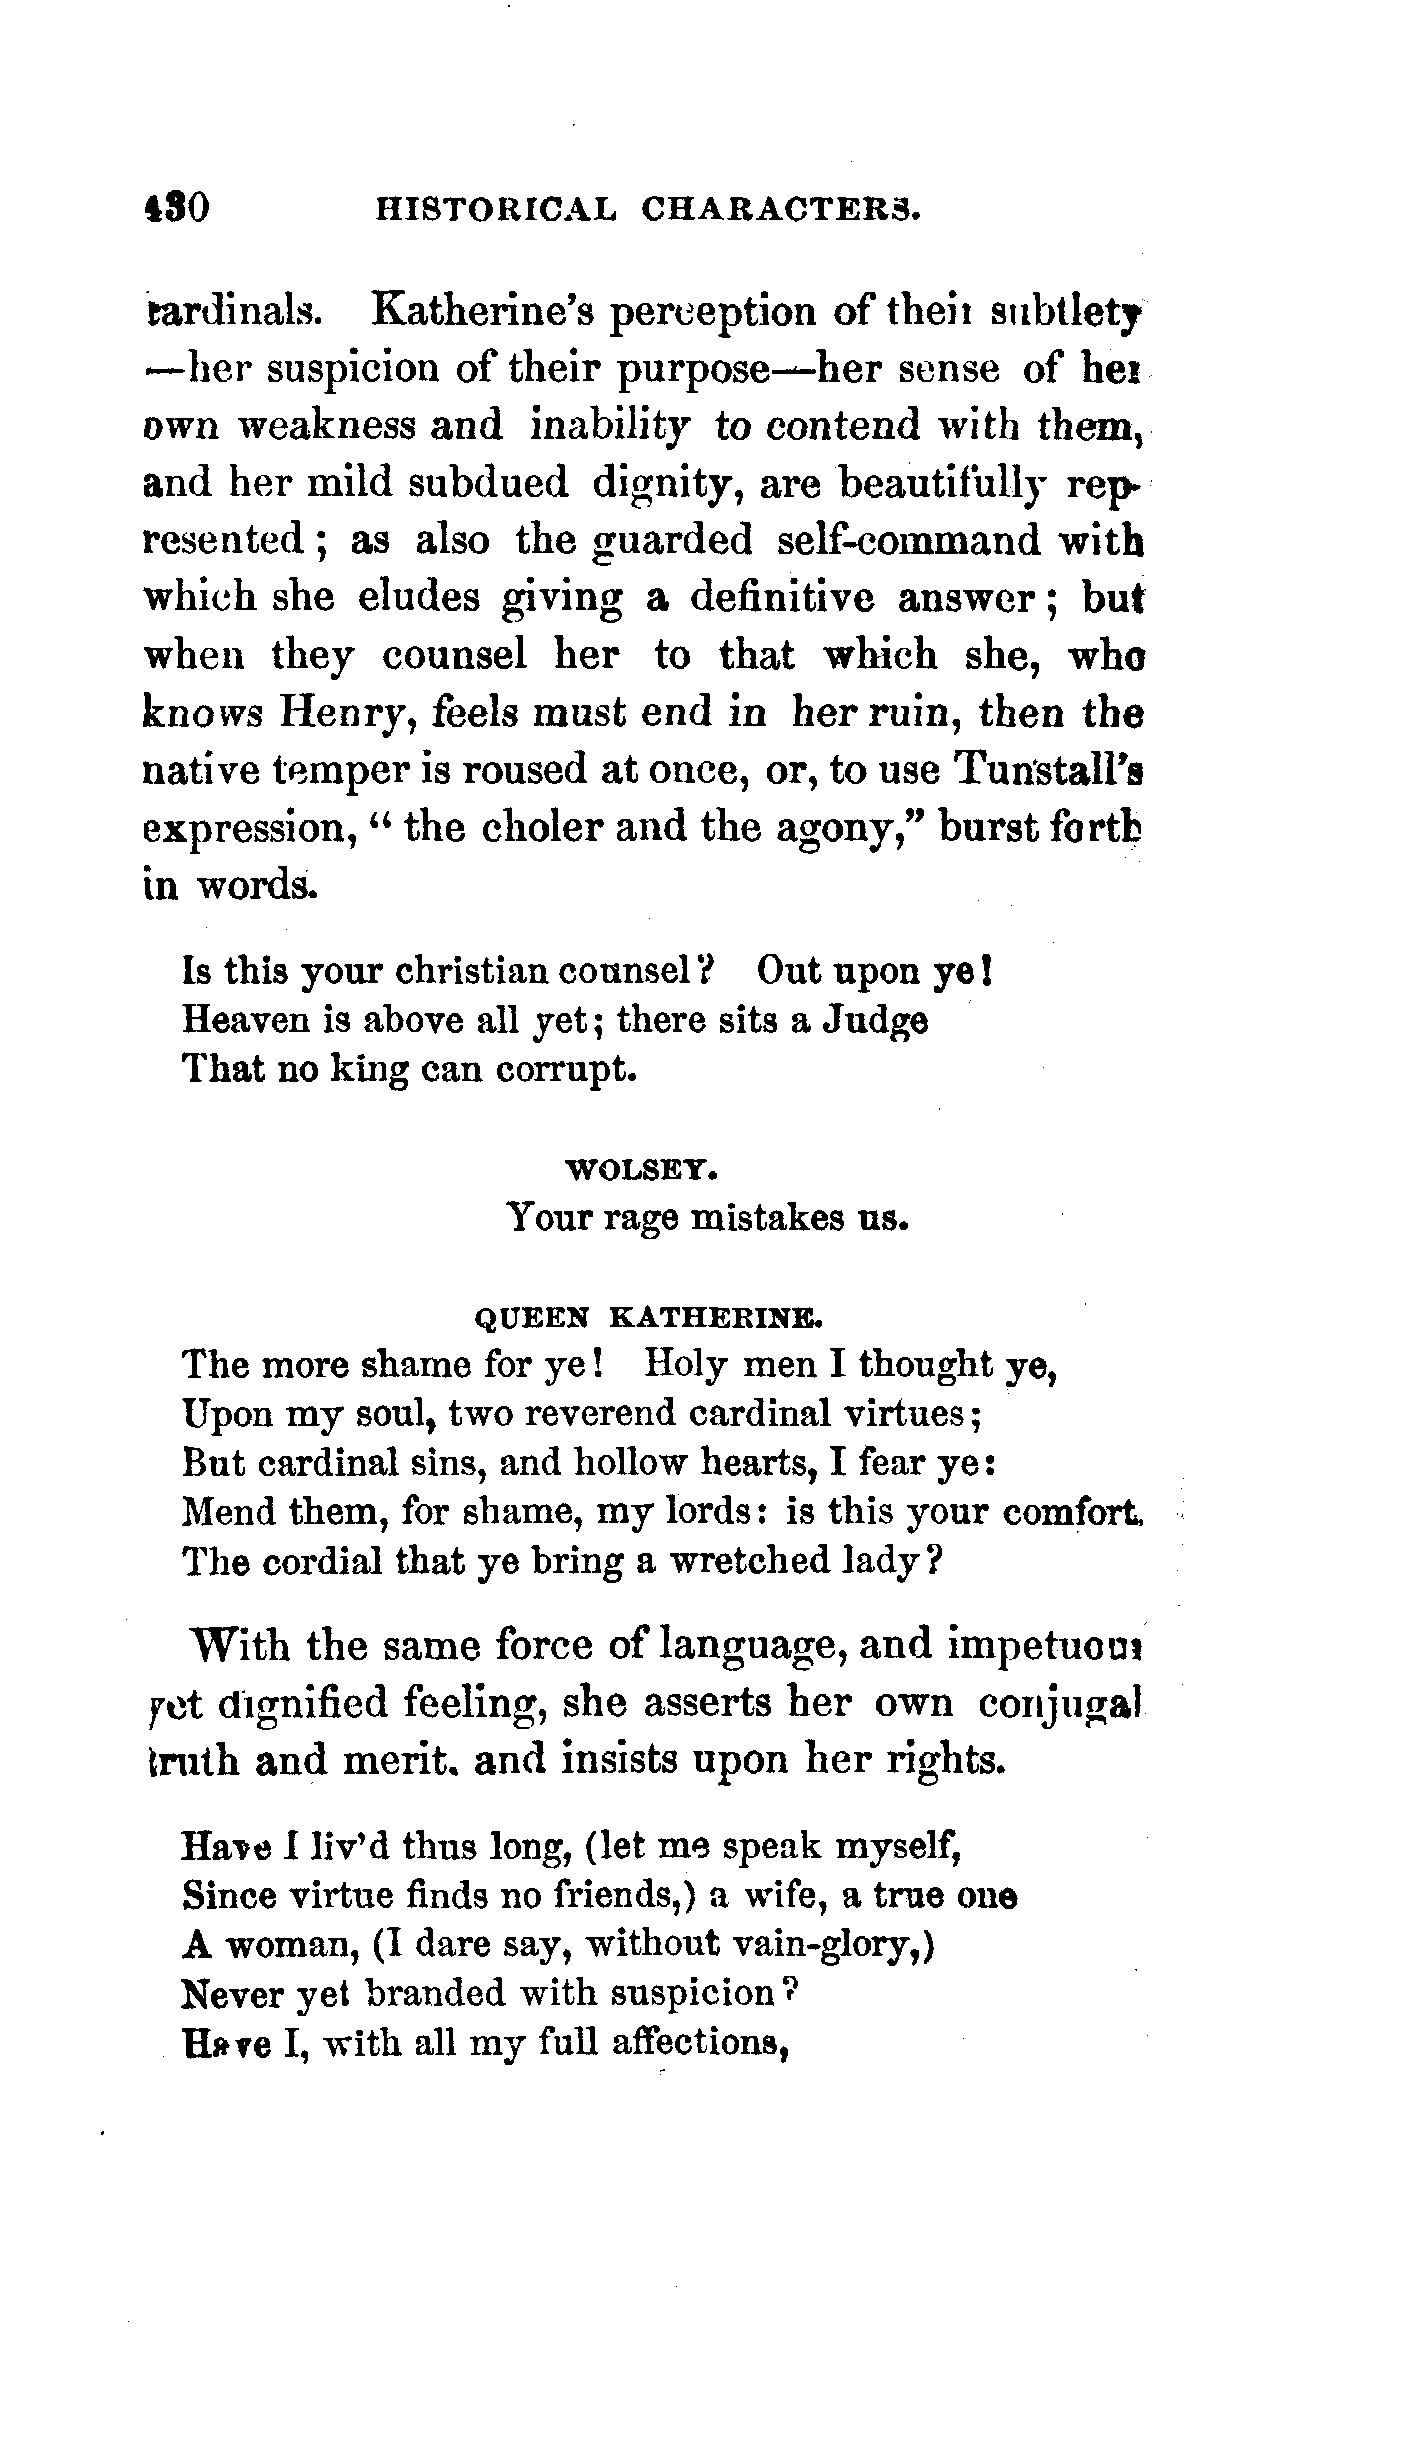 430 HISTORICAL CHARACTERS.
cardinals. Katherine's perception of their subtlety
—her suspicion of their purpose—her sense of her
own weakness and inability to contend with them,
and her mild subdued dignity, are beautifully rep-
resented; as also the guarded self-command with
which she eludes giving a definitive answer; but
when they counsel her to that which she, who
knows Henry, feels must end in her ruin, then the
native temper is roused at once, or, to use Tunstall's
expression, "the choler and the agony," burst forth
in words.
Is this your christian counsel? Out upon ye!
Heaven is above all yet; there sits a Judge
That no king can corrupt.
WOLSEY.
Your rage mistakes us.
QUEEN KATHERINE.
The more shame for ye! Holy men I thought ye,
Upon my soul, two reverend cardinal virtues;
But cardinal sins, and hollow hearts, I fear ye:
Mend them, for shame, my lords: is this your comfort,
The cordial that ye bring a wretched lady?
With the same force of language, and impetuous
yet dignified feeling, she asserts her own conjugal
truth and merit, and insists upon her rights.
Have I liv'd thus long, (let me speak myself,
Since virtue finds no friends,) a wife, a true one
A woman, (I dare say, without vain-glory,)
Never yet branded with suspicion?
Have I, with all my full affections,